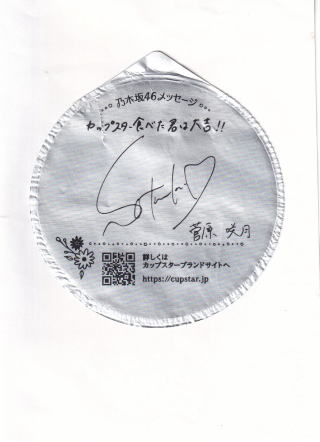 乃木坂46メッセージ
カップスター食べた君は大吉!!
菅原 咲月
詳しくは
カップスターブランドサイトへ
https://cupstar.jp